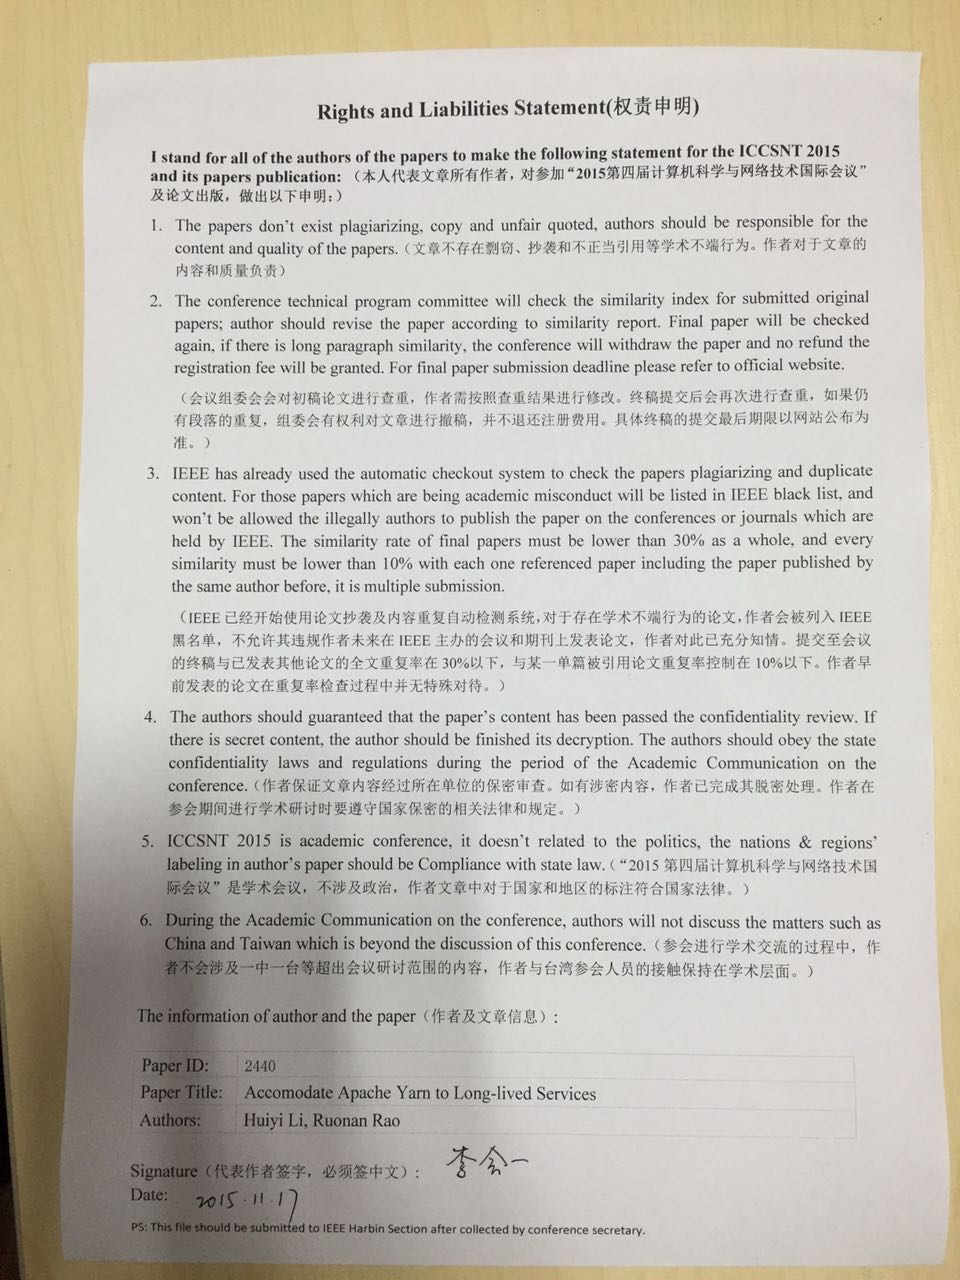 Rights and Liabilities Statement(权责申明)
I stand for all of the authors of the papers to make the following statement for the ICCSNT 2015
and its papers publication: （本人代表文章所有作者，对参加“2015第四届计算机科学与网络技术国际会议”
及论文出版，做出以下申明：）
1. The papers don’t exist plagiarizing, copy and unfair quoted, authors should be responsible for the
content and quality of the papers.（文章不存在剽窃、抄袭和不正当引用等学术不端行为。作者对于文章的
内容和质量负责）
2. The conference technical program committee will check the similarity index for submitted original
papers; author should revise the paper according to similarity report. Final paper will be checked
again, if there is long paragraph similarity, the conference will withdraw the paper and no refund the
registration fee will be granted. For final paper submission deadline please refer to official website.
（会议组委会会对初稿论文进行查重，作者需按照查重结果进行修改。终稿提交后会再次进行查重，如果仍
有段落的重复，组委会有权利对文章进行撤稿，并不退还注册费用。具体终稿的提交最后期限以网站公布为
准。）
3. IEEE has already used the automatic checkout system to check the papers plagiarizing and duplicate
content. For those papers which are being academic misconduct will be listed in IEEE black list, and
won’t be allowed the illegally authors to publish the paper on the conferences or journals which are
held by IEEE. The similarity rate of final papers must be lower than 30% as a whole, and every
similarity must be lower than 10% with each one referenced paper including the paper published by
the same author before, it is multiple submission.
（IEEE 已经开始使用论文抄袭及内容重复自动检测系统，对于存在学术不端行为的论文，作者会被列入 IEEE
黑名单，不允许其违规作者未来在 IEEE 主办的会议和期刊上发表论文，作者对此已充分知情。提交至会议
的终稿与已发表其他论文的全文重复率在 30%以下，与某一单篇被引用论文重复率控制在 10%以下。作者早
前发表的论文在重复率检查过程中并无特殊对待。）
4. The authors should guaranteed that the paper’s content has been passed the confidentiality review. If
there is secret content, the author should be finished its decryption. The authors should obey the state
confidentiality laws and regulations during the period of the Academic Communication on the
conference.（作者保证文章内容经过所在单位的保密审查。如有涉密内容，作者已完成其脱密处理。作者在
参会期间进行学术研讨时要遵守国家保密的相关法律和规定。）
5. ICCSNT 2015 is academic conference, it doesn’t related to the politics, the nations & regions’
labeling in author’s paper should be Compliance with state law.（“2015 第四届计算机科学与网络技术国
际会议”是学术会议，不涉及政治，作者文章中对于国家和地区的标注符合国家法律。）
6. During the Academic Communication on the conference, authors will not discuss the matters such as
China and Taiwan which is beyond the discussion of this conference.（参会进行学术交流的过程中，作
者不会涉及一中一台等超出会议研讨范围的内容，作者与台湾参会人员的接触保持在学术层面。）
The information of author and the paper（作者及文章信息）:
Paper ID: 2440
Paper Title: Accomodate Apache Yarn to Long-lived Services
Authors: Huiyi Li, Ruonan Rao
Signature（代表作者签字，必须签中文）: 李会一
Date: 2015.11.17
PS: This file should be submitted to IEEE Harbin Section after collected by conference secretary.